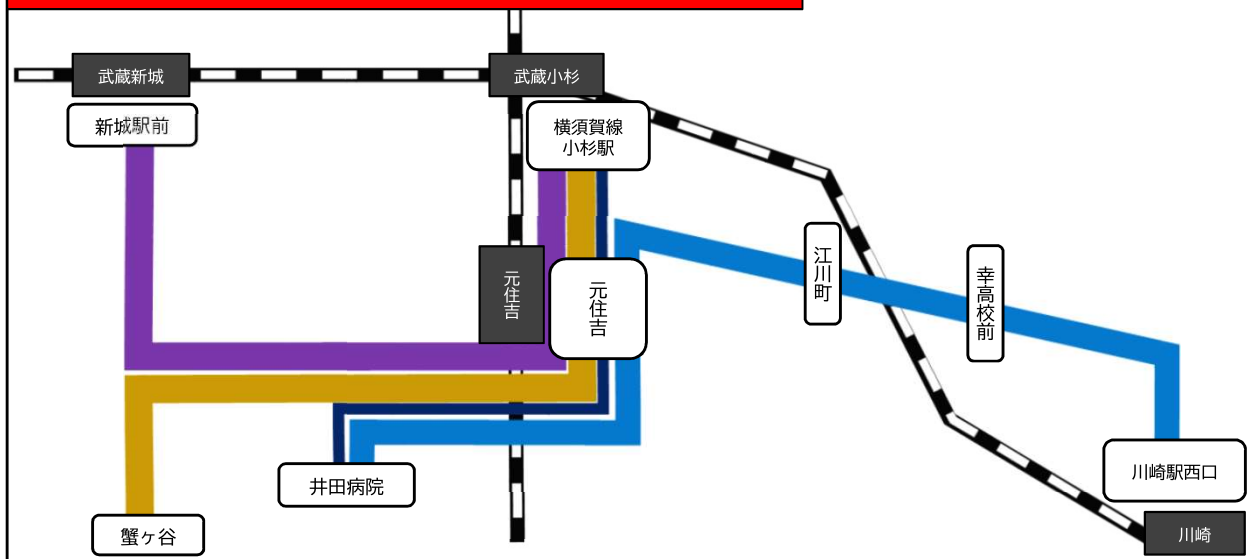 武蔵新城
武蔵小杉
新城駅前
横須賀線
小杉駅
元住吉
元住吉
江川町
幸高校前
井田病院
川崎駅西口
蟹ヶ谷
川崎